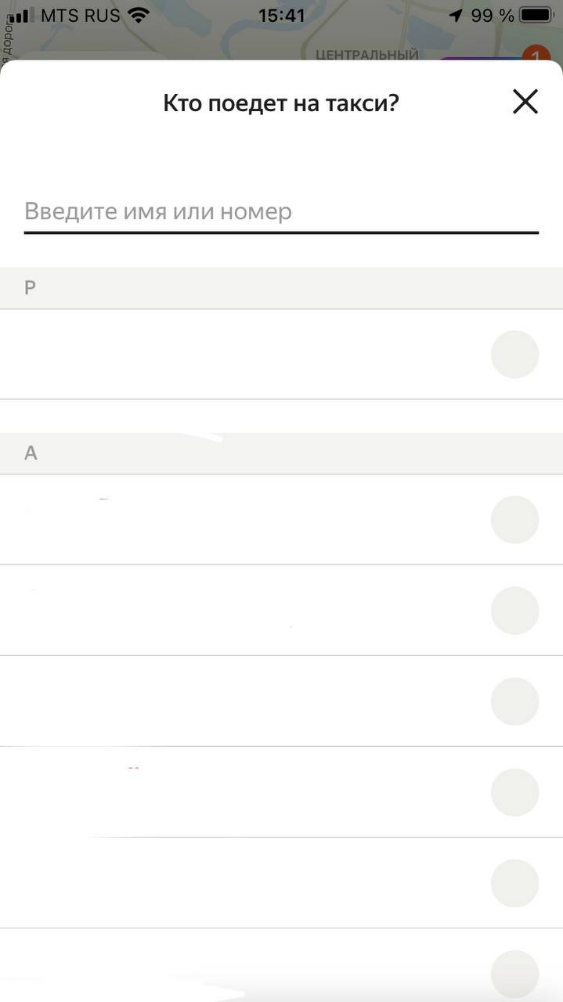 MTS RUS
15:41
99 %
ЦЕНТРАЛЬНЫЙ
1
Кто поедет на такси?
Введите имя или номер
Р
А